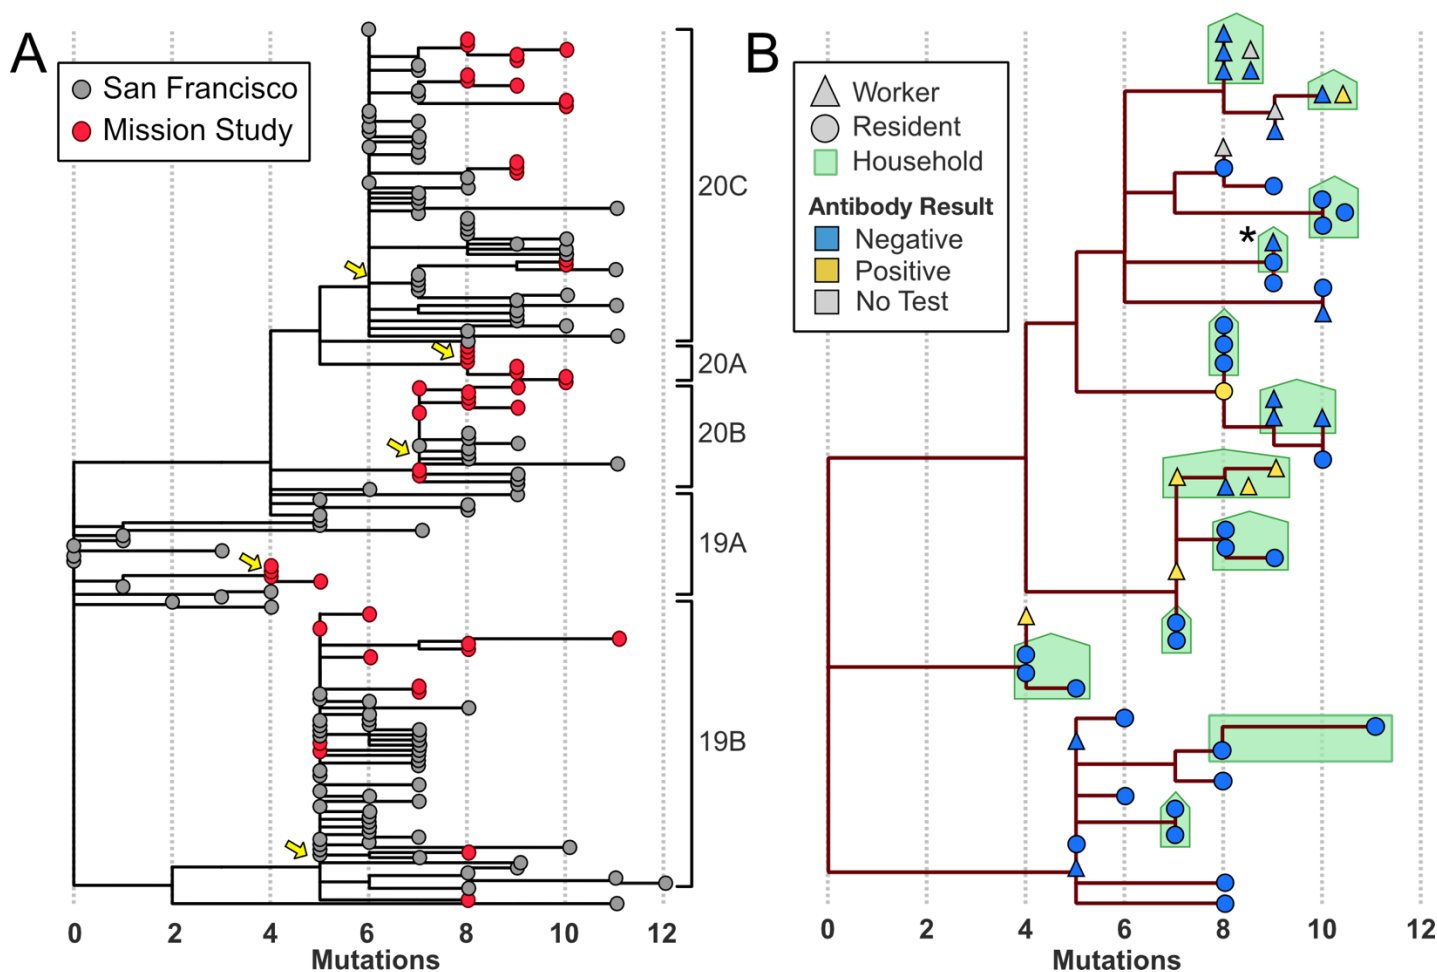 A
San Francisco
Mission Study
20C
20A
20B
19A
19B
0 2 4 6 8 10 12
Mutations
B
Worker
Resident
Household
Antibody Result
Negative
Positive
No Test
*
0 2 4 6 8 10 12
Mutations